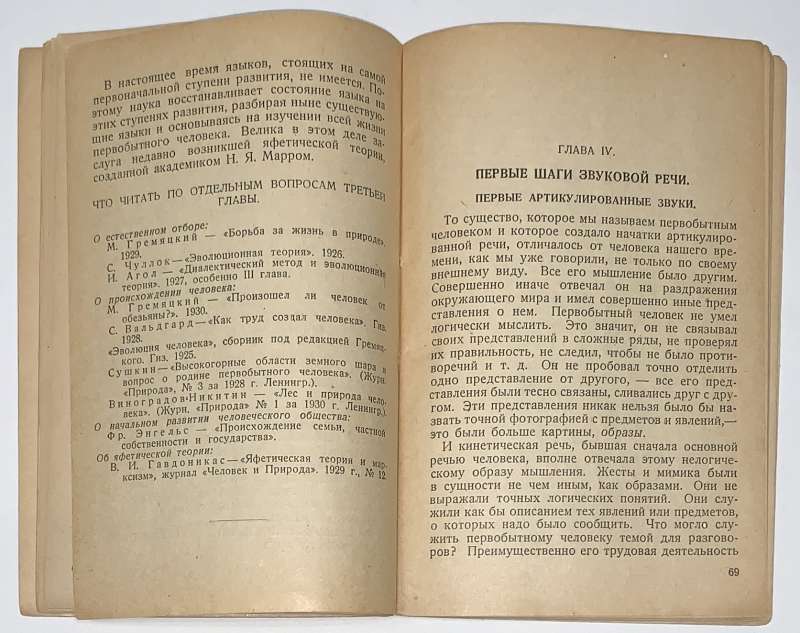 В настоящее время языков, стоящих на самой
первоначальной ступени развития, не имеется. По-
этому наука восстанавливает состояние языка на
этих ступенях развития, разбирая ныне существую-
щие языки и основываясь на изучении всей жизни
первобытного человека. Велика в этом деле за-
слуга недавно возникшей яфетической теории,
созданной академиком Н. Я. Марром.
ЧТО ЧИТАТЬ ПО ОТДЕЛЬНЫМ ВОПРОСАМ ТРЕТЬЕЙ
ГЛАВЫ.
О естественном отборе:
М. Гремяцкий — «Борьба за жизнь в природе».
1929.
С. Чуллок — «Эволюционная теория». 1926.
И. Агол — «Диалектический метод и эволюционная
теория». 1927, особенно III глава.
О происхождении человека:
М. Гремяцкий — «Произошел ли человек от
обезьяны?». 1930.
С. Вальдгард — «Как труд создал человека». Гиз.
1928.
«Эволюция человека», сборник под редакцией Гремяц-
кого. Гиз. 1925.
Сушкин — «Высокогорные области земного шара и
вопрос о родине первобытного человека». (Журн.
«Природа», № 3 за 1928 г. Ленингр.).
Виноградов-Никитин — «Лес и природа чело-
века». (Журн. «Природа» № 1 за 1930 г. Ленингр.).
О начальном развитии человеческого общества:
Фр. Энгельс — «Происхождение семьи, частной
собственности и государства».
Об яфетической теории:
В. И. Гавдоникас — «Яфетическая теория и мар-
ксизм», журнал «Человек и Природа». 1929 г., № 12.
ГЛАВА IV.
ПЕРВЫЕ ШАГИ ЗВУКОВОЙ РЕЧИ.
ПЕРВЫЕ АРТИКУЛИРОВАННЫЕ ЗВУКИ.
То существо, которое мы называем первобытным
человеком и которое создало начатки артикулиро-
ванной речи, отличалось от человека нашего вре-
мени, как мы уже говорили, не только по своему
внешнему виду. Все его мышление было другим.
Совершенно иначе отвечал он на раздражения
окружающего мира и имел совершенно иные пред-
ставления о нем. Первобытный человек не умел
логически мыслить. Это значит, он не связывал
своих представлений в сложные ряды, не проверял
их правильность, не следил, чтобы не было проти-
воречий и т. д. Он не пробовал точно отделить
одно представление от другого, — все его пред-
ставления были тесно связаны, сливались друг с дру-
гом. Эти представления никак нельзя было бы на-
звать точной фотографией с предметов и явлений,—
это были больше картины, образы.
И кинетическая речь, бывшая сначала основной
речью человека, вполне отвечала этому нелогиче-
скому образу мышления. Жесты и мимика были
в сущности не чем иным, как образами. Они не
выражали точных логических понятий. Они слу-
жили как бы описанием тех явлений или предметов,
о которых надо было сообщить. Что могло слу-
жить первобытному человеку темой для разгово-
ров? Преимущественно его трудовая деятельность
69